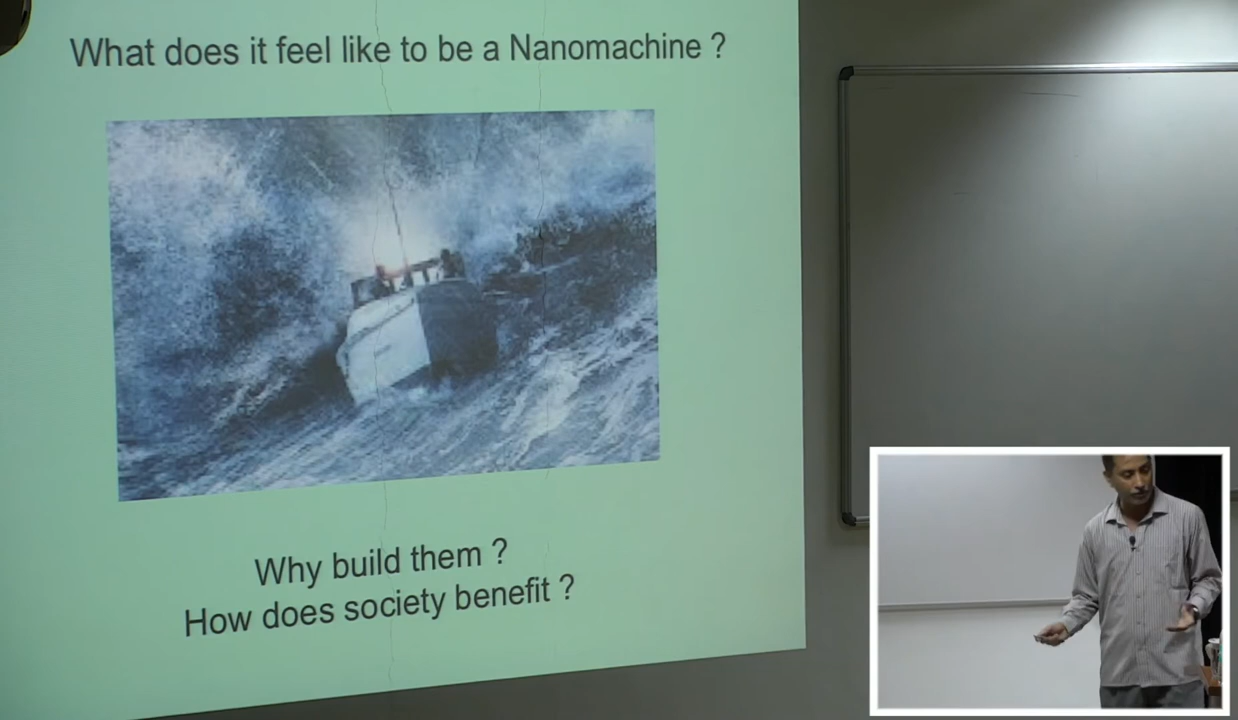 What does it feel like to be a Nanomachine ?
Why build them ?
How does society benefit ?